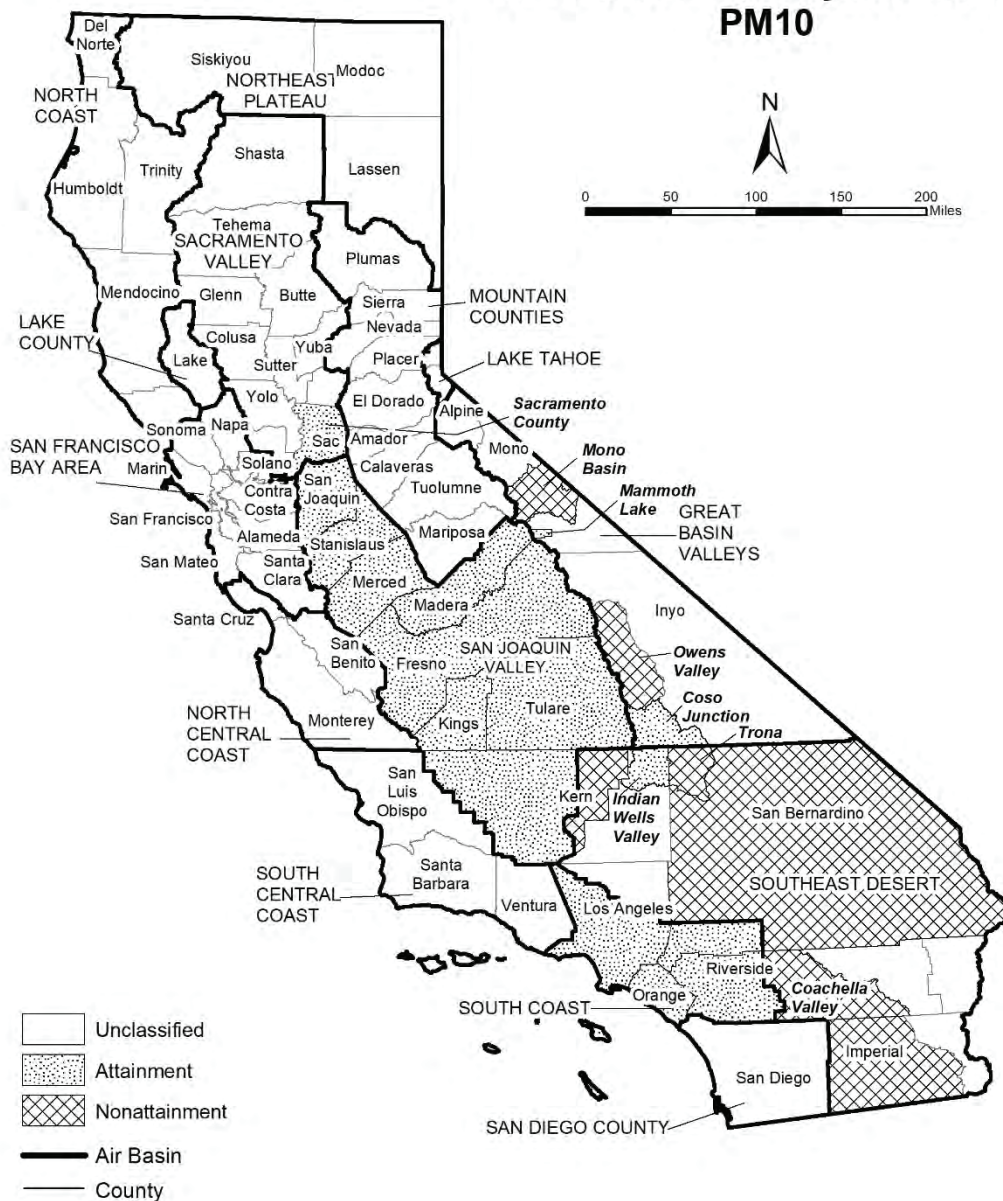 PM10
N
0 50 100 150 200
Miles
Del
Norte
Siskiyou
Modoc
NORTHEAST
PLATEAU
NORTH
COAST
Shasta
Trinity
Lassen
Humboldt
Tehema
SACRAMENTO
VALLEY
Plumas
Mendocino
Glenn
Butte
Sierra
MOUNTAIN
COUNTIES
Nevada
LAKE
COUNTY
Colusa
Yuba
Lake
Sutter
Placer
LAKE TAHOE
Yolo
El Dorado
Alpine
Sacramento
County
Sonoma
Napa
Sac
Amador
Mono
Mono
Basin
SAN FRANCISCO
BAY AREA
Marin
Solano
Calaveras
Contra
Costa
San
Joaquin
Tuolumne
Mammoth
Lake
GREAT
BASIN
VALLEYS
San Francisco
Alameda
Stanislaus
Mariposa
San Mateo
Santa
Clara
Merced
Madera
Santa Cruz
San
Benito
Fresno
SAN JOAQUIN
VALLEY
Inyo
Owens
Valley
Coso
Junction
Trona
NORTH
CENTRAL
COAST
Monterey
Kings
Tulare
San
Luis
Obispo
Kern
Indian
Wells
Valley
San Bernardino
SOUTH
CENTRAL
COAST
Santa
Barbara
Ventura
Los Angeles
SOUTHEAST DESERT
Riverside
Orange
Coachella
Valley
SOUTH COAST
Imperial
San Diego
SAN DIEGO COUNTY
Unclassified
Attainment
Nonattainment
Air Basin
County